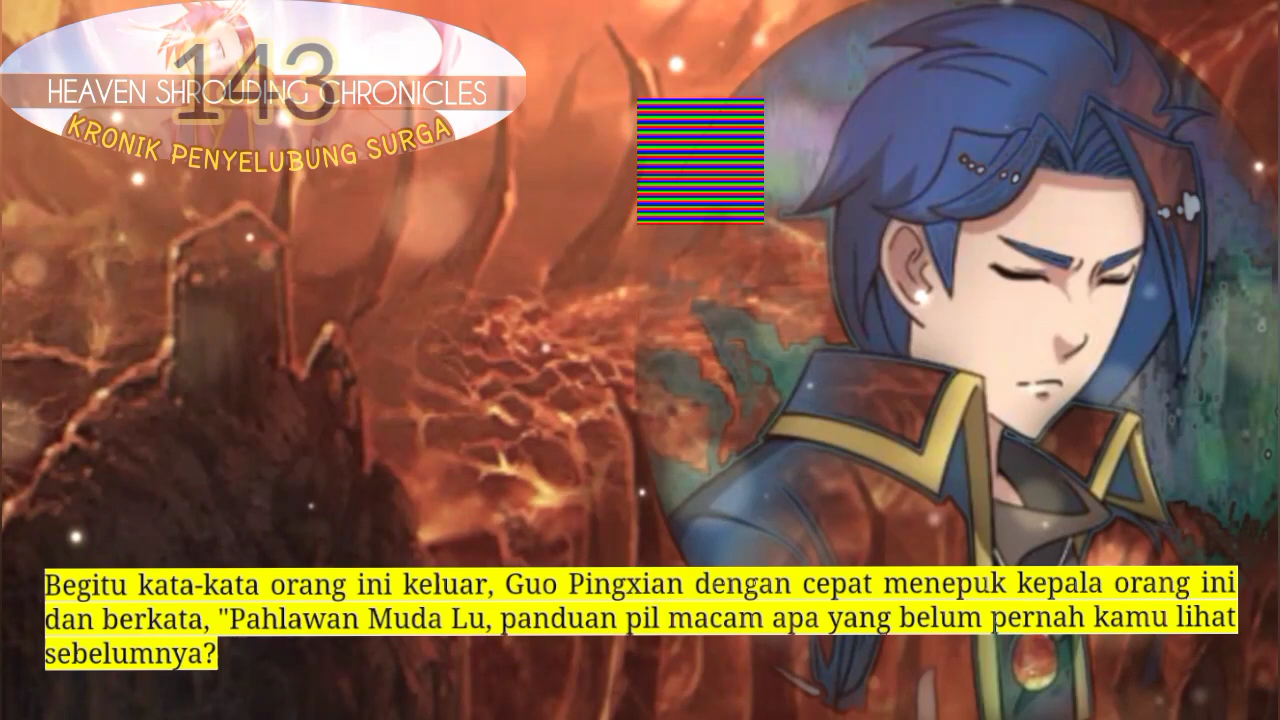 143
HEAVEN SHROUDING CHRONICLES
KRONIK PENYELUBUNG SURGA
Begitu kata-kata orang ini keluar, Guo Pingxian dengan cepat menepuk kepala orang ini
dan berkata, "Pahlawan Muda Lu, panduan pil macam apa yang belum pernah kamu lihat
sebelumnya?